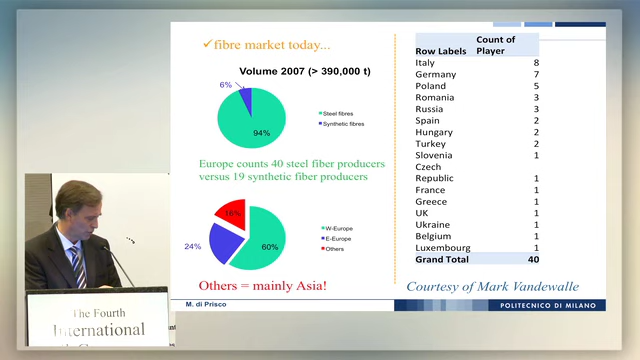 ✓fibre market today...
Volume 2007 (> 390,000 t)
6%
94%
Steel fibres
Synthetic fibres
Europe counts 40 steel fiber producers
versus 19 synthetic fiber producers
16%
24%
60%
W-Europe
E-Europe
Others
Others = mainly Asia!
Row Labels Count of Player
Italy 8
Germany 7
Poland 5
Romania 3
Russia 3
Spain 2
Hungary 2
Turkey 2
Slovenia 1
Czech
Republic 1
France 1
Greece 1
UK 1
Ukraine 1
Belgium 1
Luxembourg 1
Grand Total 40
Courtesy of Mark Vandewalle
M. di Prisco
POLITECNICO DI MILANO
The Fourth
International